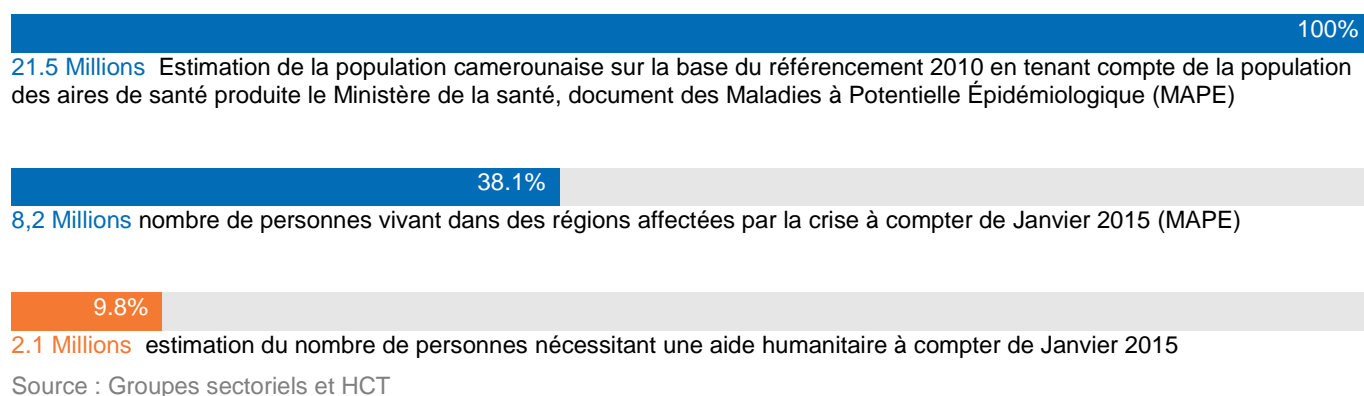 100%
21.5 Millions Estimation de la population camerounaise sur la base du référencement 2010 en tenant compte de la population
des aires de santé produite le Ministère de la santé, document des Maladies à Potentielle Épidémiologique (MAPE)
38.1%
8,2 Millions nombre de personnes vivant dans des régions affectées par la crise à compter de Janvier 2015 (MAPE)
9.8%
2.1 Millions estimation du nombre de personnes nécessitant une aide humanitaire à compter de Janvier 2015
Source : Groupes sectoriels et HCT